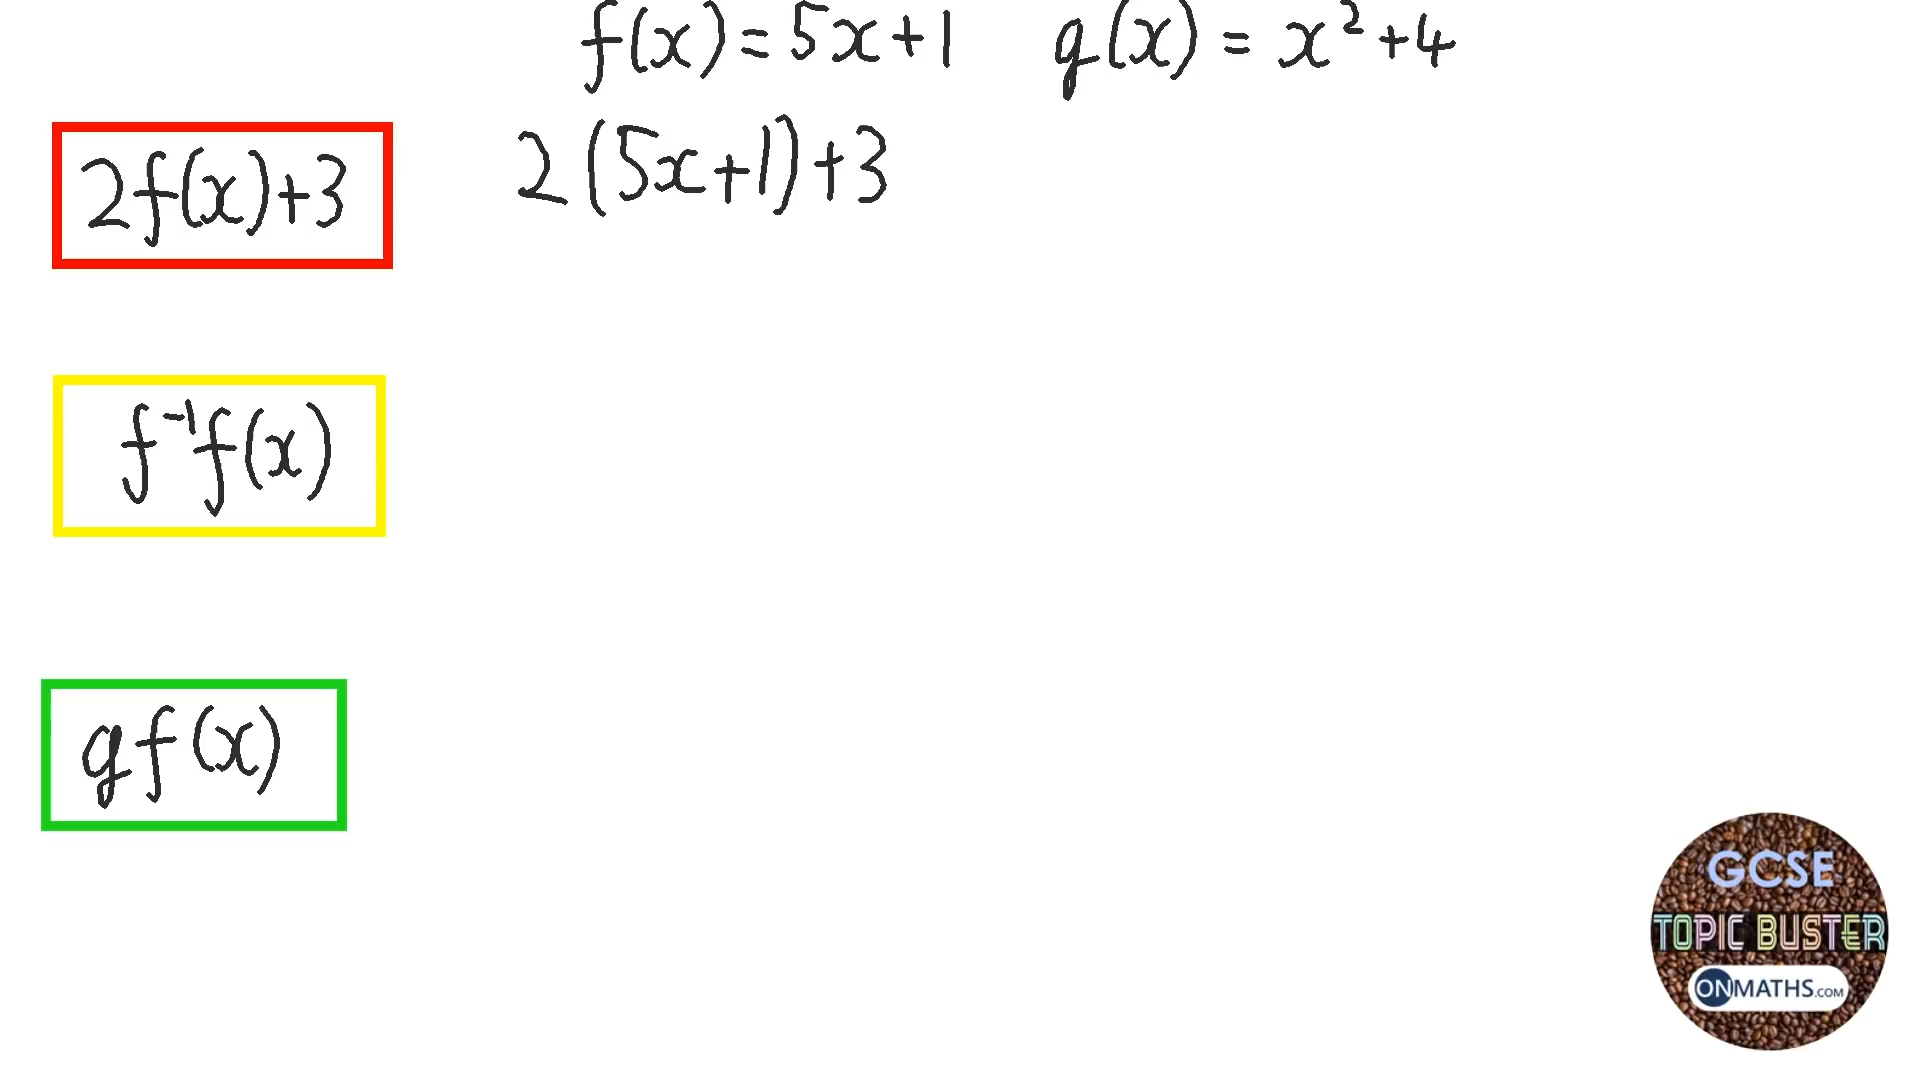 f(x) = 5x+1 g(x) = x²+4
2f(x)+3 2(5x+1)+3
f⁻¹f(x)
gf(x)
GCSE
TOPIC BUSTER
ONMATHS.COM